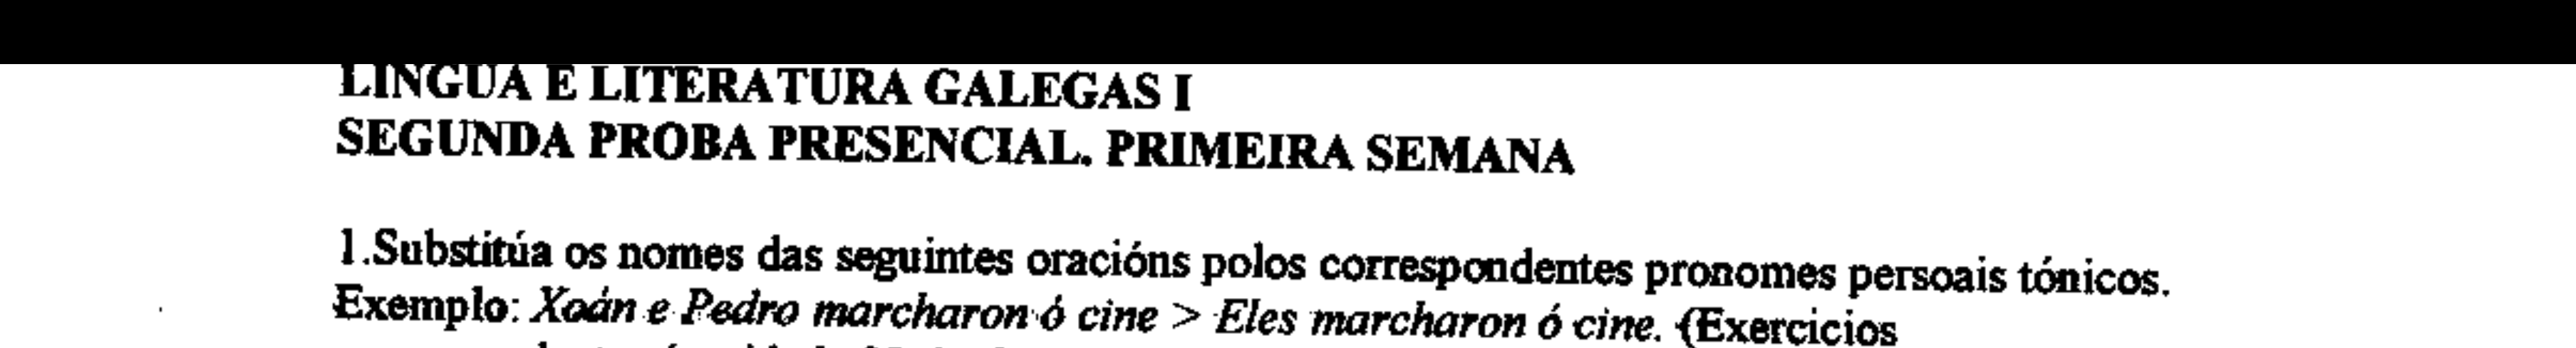 LINGUA E LITERATURA GALEGAS I
SEGUNDA PROBA PRESENCIAL. PRIMEIRA SEMANA
1.Substitúa os nomes das seguintes oracións polos correspondentes pronomes persoais tónicos.
Exemplo: Xoán e Pedro marcharon ó cine > Eles marcharon ó cine. (Exercicios